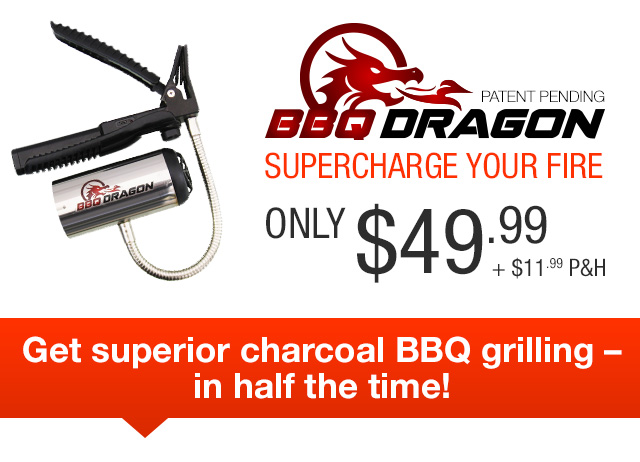 BBQ DRAGON
PATENT PENDING
BBQ DRAGON
SUPERCHARGE YOUR FIRE
ONLY $49.99
+ $11.99 P&H
Get superior charcoal BBQ grilling –
in half the time!